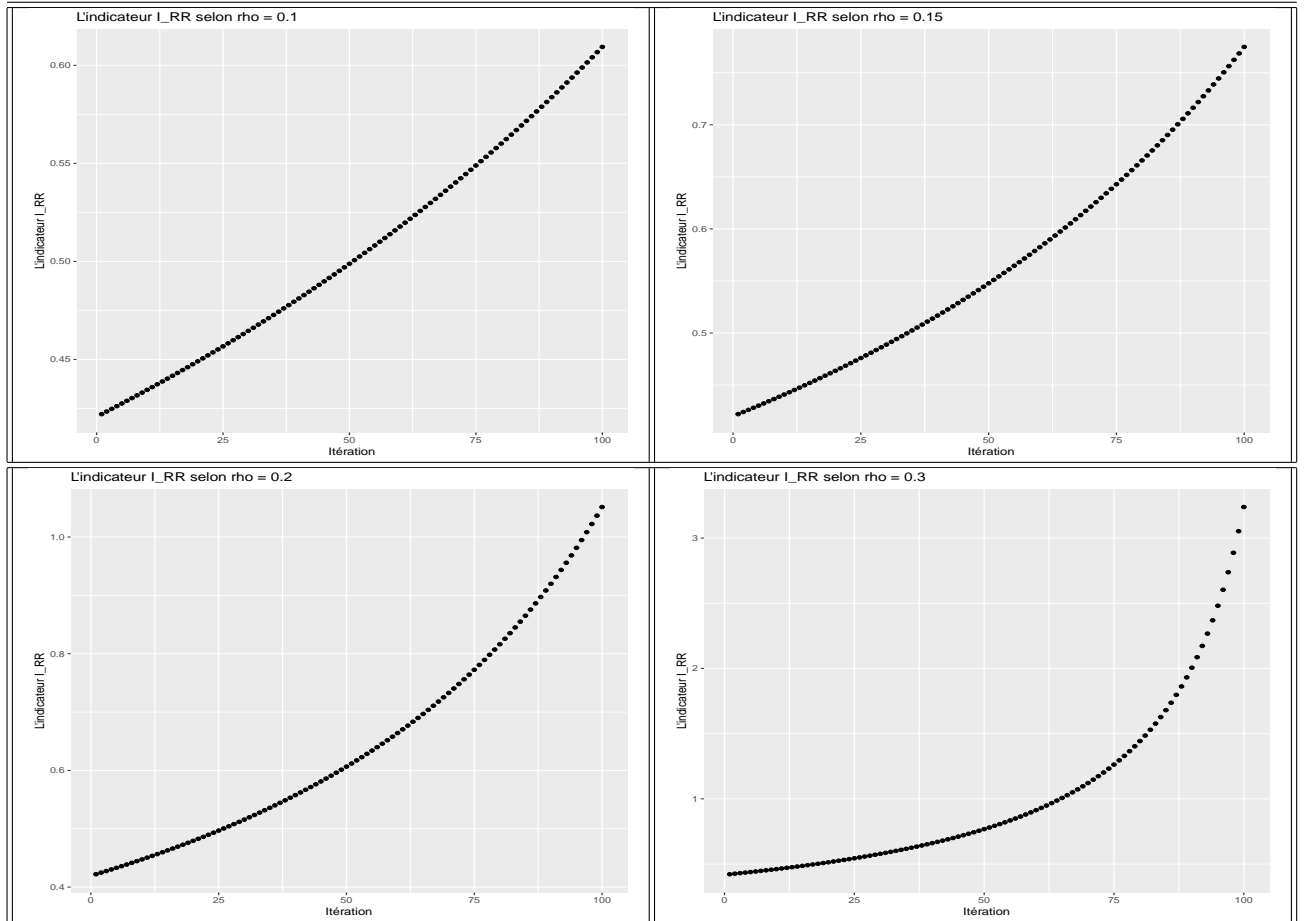 L'indicateur I_RR selon rho = 0.1
0.60
0.55
0.50
0.45
L'indicateur I_RR
0
25
50
75
100
Itération
L'indicateur I_RR selon rho = 0.15
0.7
0.6
0.5
L'indicateur I_RR
0
25
50
75
100
Itération
L'indicateur I_RR selon rho = 0.2
1.0
0.8
0.6
0.4
L'indicateur I_RR
0
25
50
75
100
Itération
L'indicateur I_RR selon rho = 0.3
3
2
1
L'indicateur I_RR
25
50
75
100
Itération